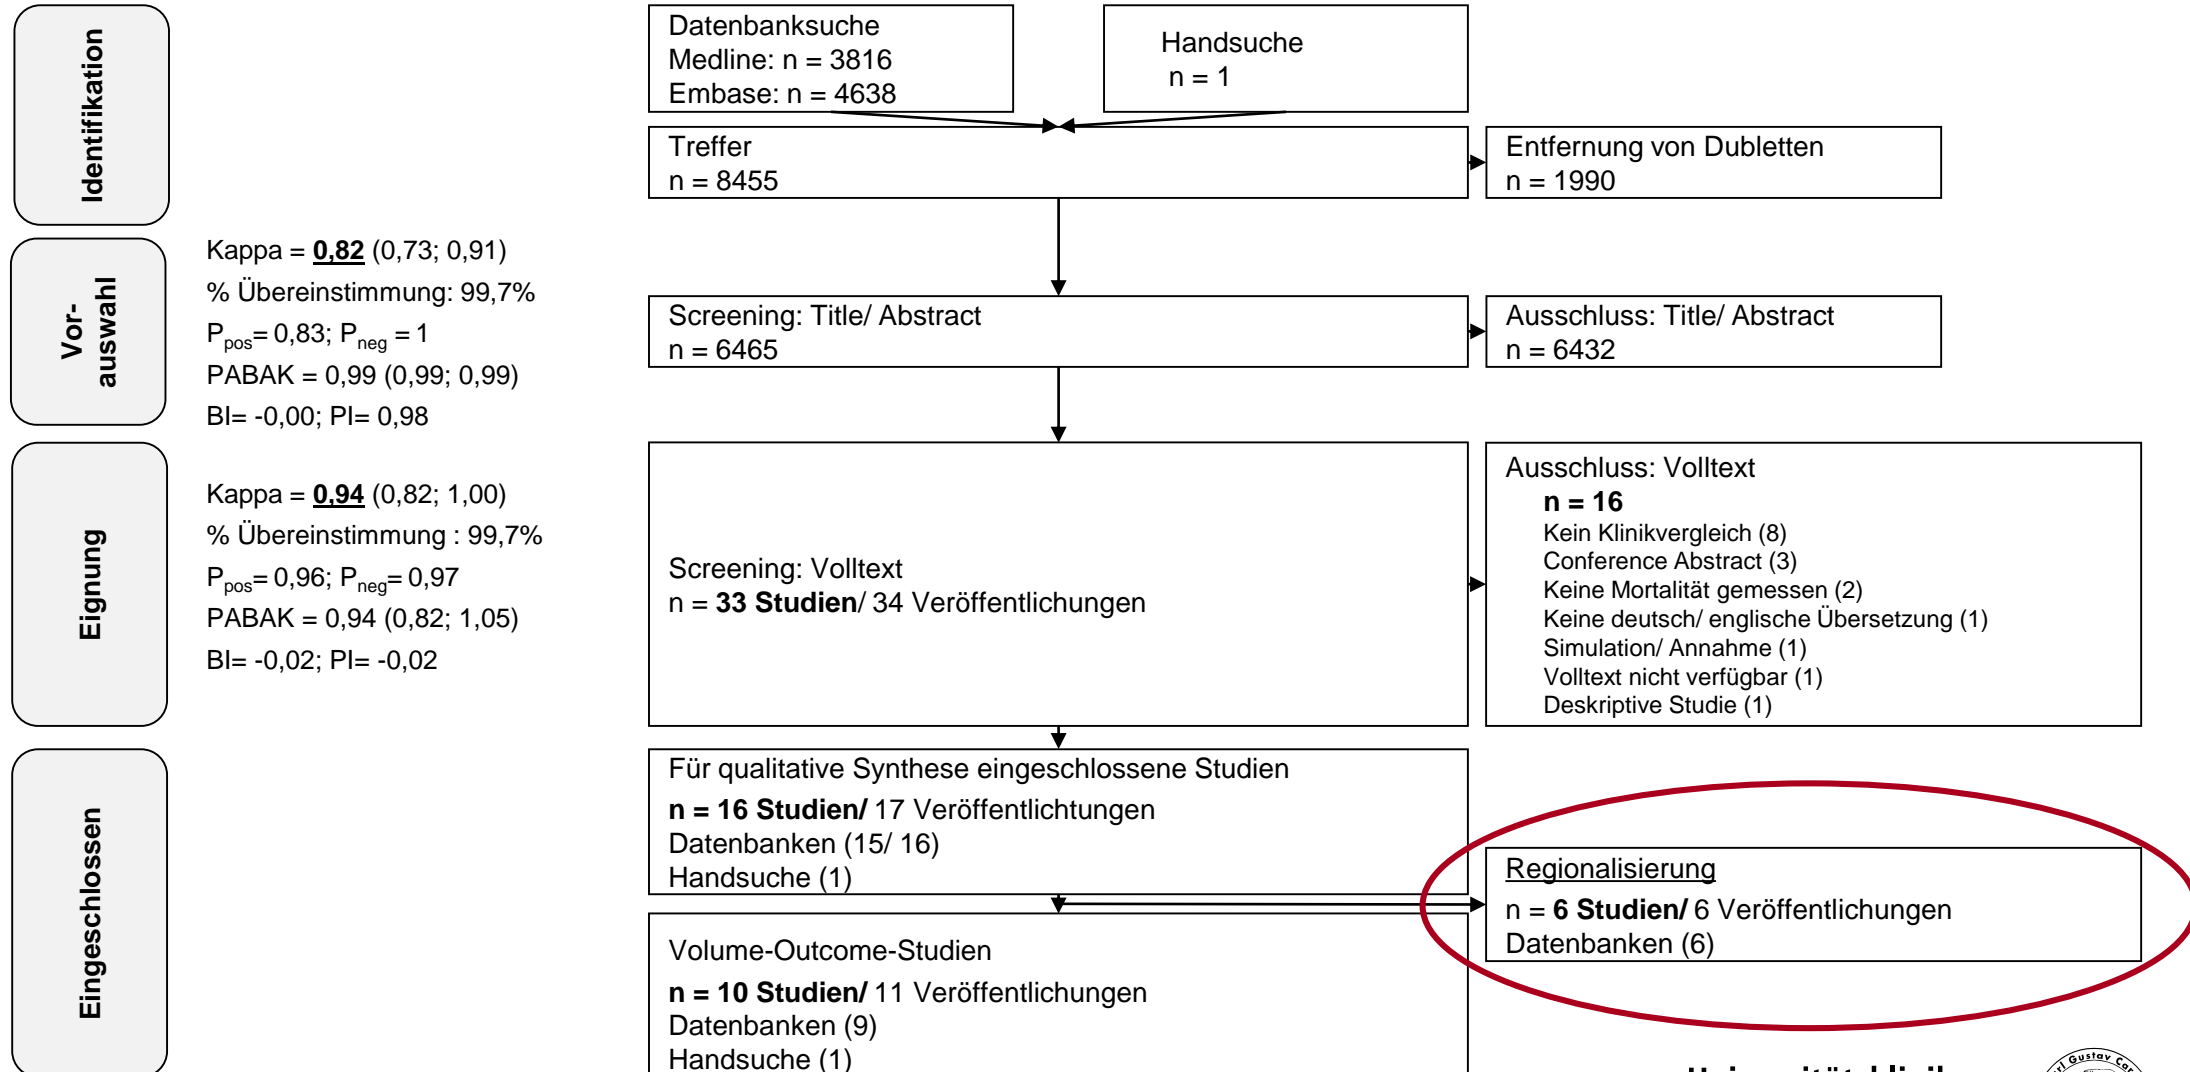 Identifikation
Datenbanksuche
Medline: n = 3816
Embase: n = 4638
Handsuche
n = 1
Treffer
n = 8455
Entfernung von Dubletten
n = 1990
Vor-
auswahl
Kappa = 0,82 (0,73; 0,91)
% Übereinstimmung: 99,7%
Ppos= 0,83; Pneg = 1
PABAK = 0,99 (0,99; 0,99)
BI= -0,00; PI= 0,98
Screening: Title/ Abstract
n = 6465
Ausschluss: Title/ Abstract
n = 6432
Eignung
Kappa = 0,94 (0,82; 1,00)
% Übereinstimmung : 99,7%
Ppos= 0,96; Pneg= 0,97
PABAK = 0,94 (0,82; 1,05)
BI= -0,02; PI= -0,02
Screening: Volltext
n = 33 Studien/ 34 Veröffentlichungen
Ausschluss: Volltext
n = 16
Kein Klinikvergleich (8)
Conference Abstract (3)
Keine Mortalität gemessen (2)
Keine deutsch/ englische Übersetzung (1)
Simulation/ Annahme (1)
Volltext nicht verfügbar (1)
Deskriptive Studie (1)
Eingeschlossen
Für qualitative Synthese eingeschlossene Studien
n = 16 Studien/ 17 Veröffentlichtungen
Datenbanken (15/ 16)
Handsuche (1)
Regionalisierung
n = 6 Studien/ 6 Veröffentlichungen
Datenbanken (6)
Volume-Outcome-Studien
n = 10 Studien/ 11 Veröffentlichungen
Datenbanken (9)
Handsuche (1)
Gustav